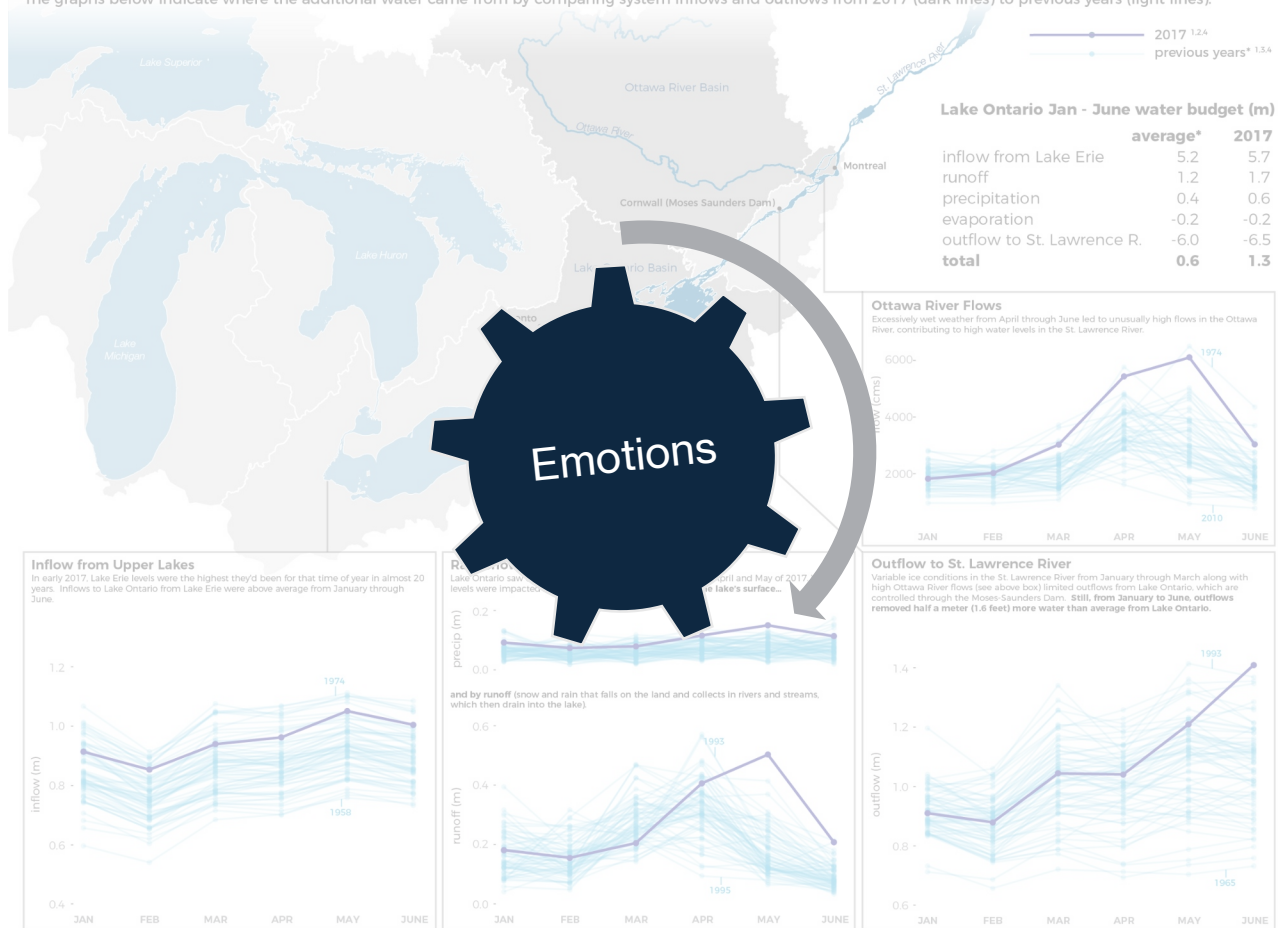 The graphs below indicate where the additional water came from by comparing system inflows and outflows from 2017 (dark lines) to previous years (light lines).
2017 1,2,4
previous years* 1,3,4
Lake Superior
Ottawa River Basin
St. Lawrence River
Ottawa River
Montreal
Cornwall (Moses Saunders Dam)
Lake Huron
Lake Michigan
Lake Ontario Jan - June water budget (m)
average* 2017
inflow from Lake Erie 5.2 5.7
runoff 1.2 1.7
precipitation 0.4 0.6
evaporation -0.2 -0.2
outflow to St. Lawrence R. -6.0 -6.5
total 0.6 1.3
Emotions
Ottawa River Flows
Excessively wet weather from April through June led to unusually high flows in the Ottawa
River, contributing to high water levels in the St. Lawrence River.
flow (cms)
6000
4000
2000
1974
2010
JAN FEB MAR APR MAY JUNE
Inflow from Upper Lakes
In early 2017, Lake Erie levels were the highest they'd been for that time of year in almost 20
years. Inflows to Lake Ontario from Lake Erie were above average from January through
June.
inflow (m)
1.2
1.0
0.8
0.6
0.4
1974
1958
JAN FEB MAR APR MAY JUNE
Lake Ontario saw
April and May of 2017
levels were impacted
lake's surface...
precip (m)
0.2
0.0
and by runoff (snow and rain that falls on the land and collects in rivers and streams,
which then drain into the lake).
runoff (m)
0.6
0.4
0.2
0.0
1993
1995
JAN FEB MAR APR MAY JUNE
Outflow to St. Lawrence River
Variable ice conditions in the St. Lawrence River from January through March along with
high Ottawa River flows (see above box) limited outflows from Lake Ontario, which are
controlled through the Moses-Saunders Dam. Still, from January to June, outflows
removed half a meter (1.6 feet) more water than average from Lake Ontario.
outflow (m)
1.4
1.2
1.0
0.8
0.6
1993
1965
JAN FEB MAR APR MAY JUNE